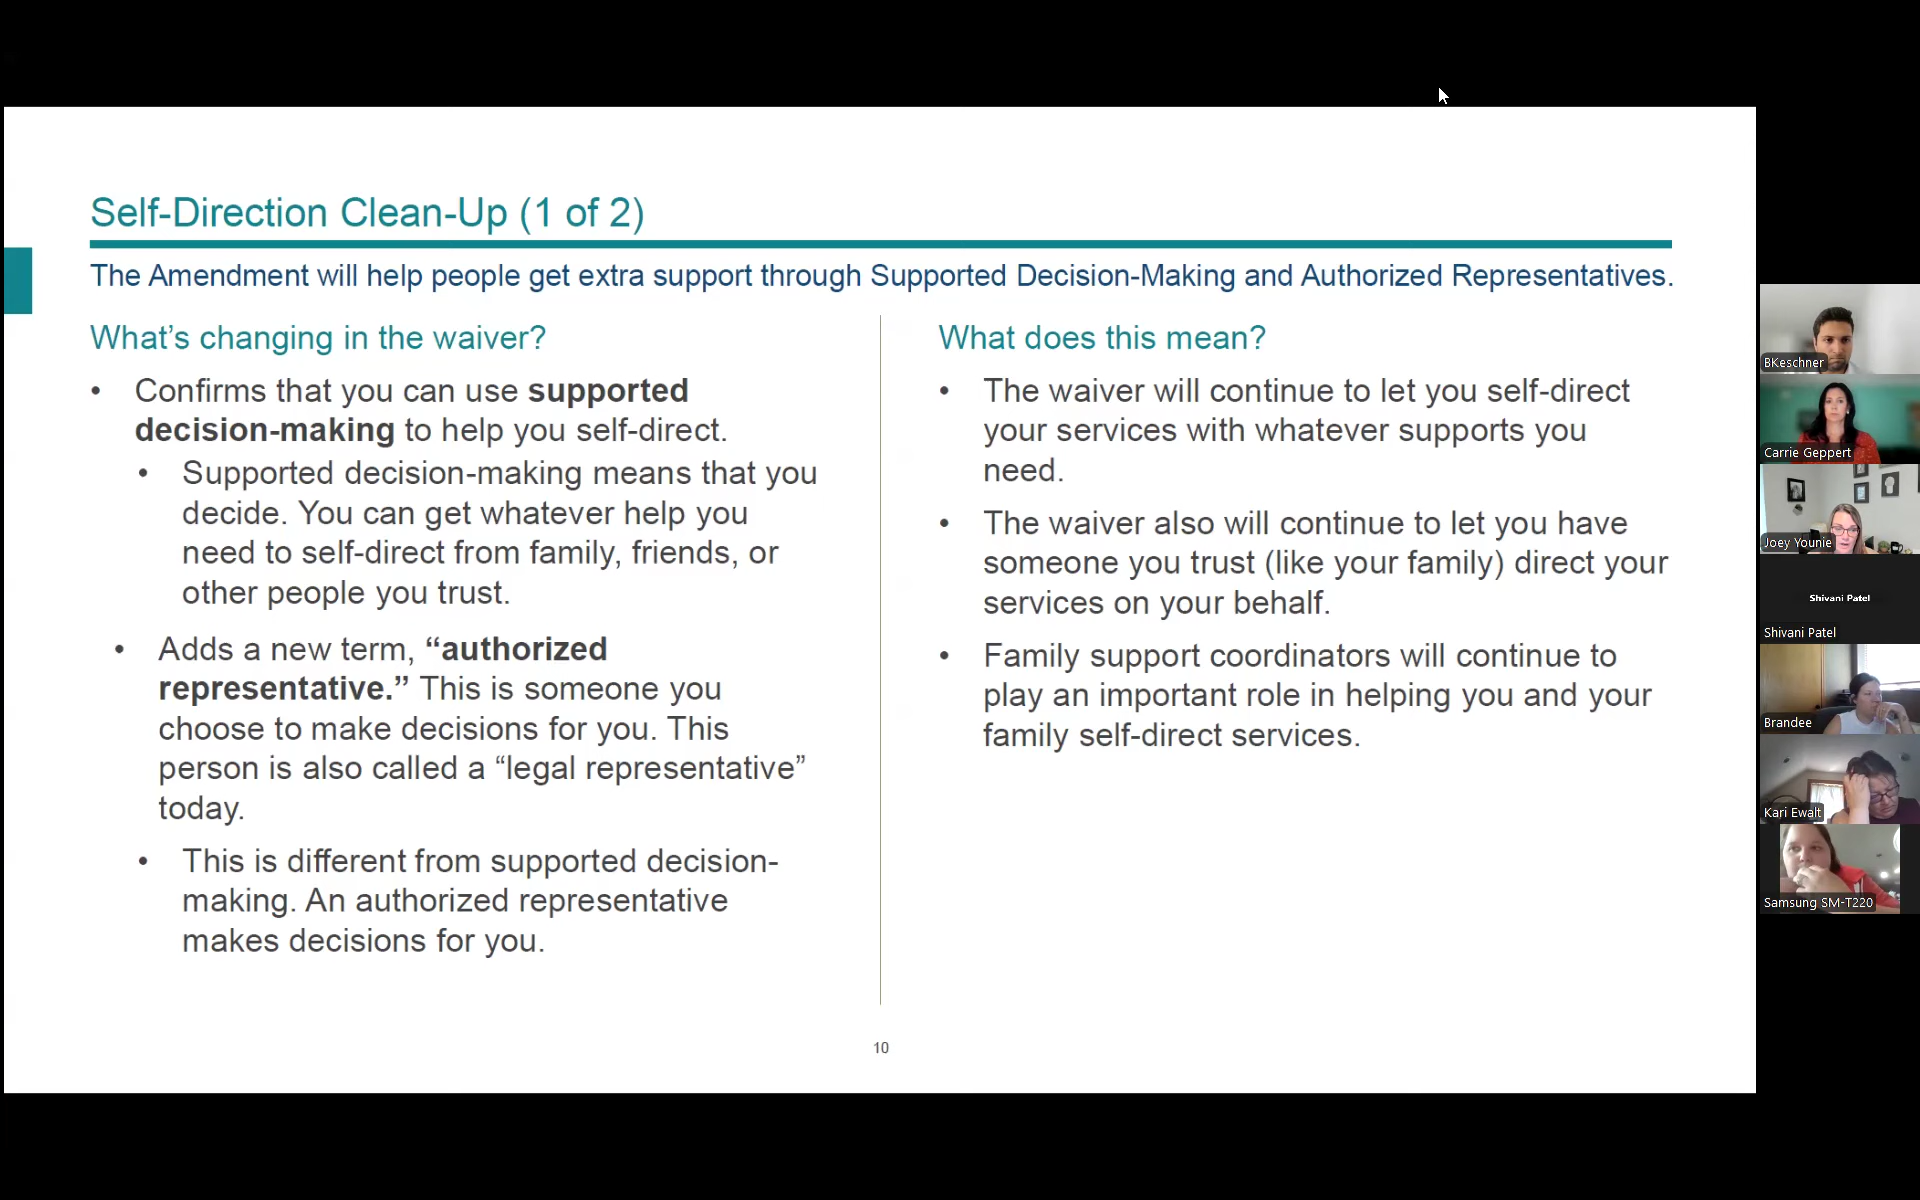 Self-Direction Clean-Up (1 of 2)
The Amendment will help people get extra support through Supported Decision-Making and Authorized Representatives.
What’s changing in the waiver?
• Confirms that you can use supported
decision-making to help you self-direct.
• Supported decision-making means that you
decide. You can get whatever help you
need to self-direct from family, friends, or
other people you trust.
• Adds a new term, “authorized
representative.” This is someone you
choose to make decisions for you. This
person is also called a “legal representative”
today.
• This is different from supported decision-
making. An authorized representative
makes decisions for you.
What does this mean?
• The waiver will continue to let you self-direct
your services with whatever supports you
need.
• The waiver also will continue to let you have
someone you trust (like your family) direct your
services on your behalf.
• Family support coordinators will continue to
play an important role in helping you and your
family self-direct services.
10
BKeschner
Carrie Geppert
Joey Younie
Shivani Patel
Shivani Patel
Brandee
Kari Ewalt
Samsung SM-T220